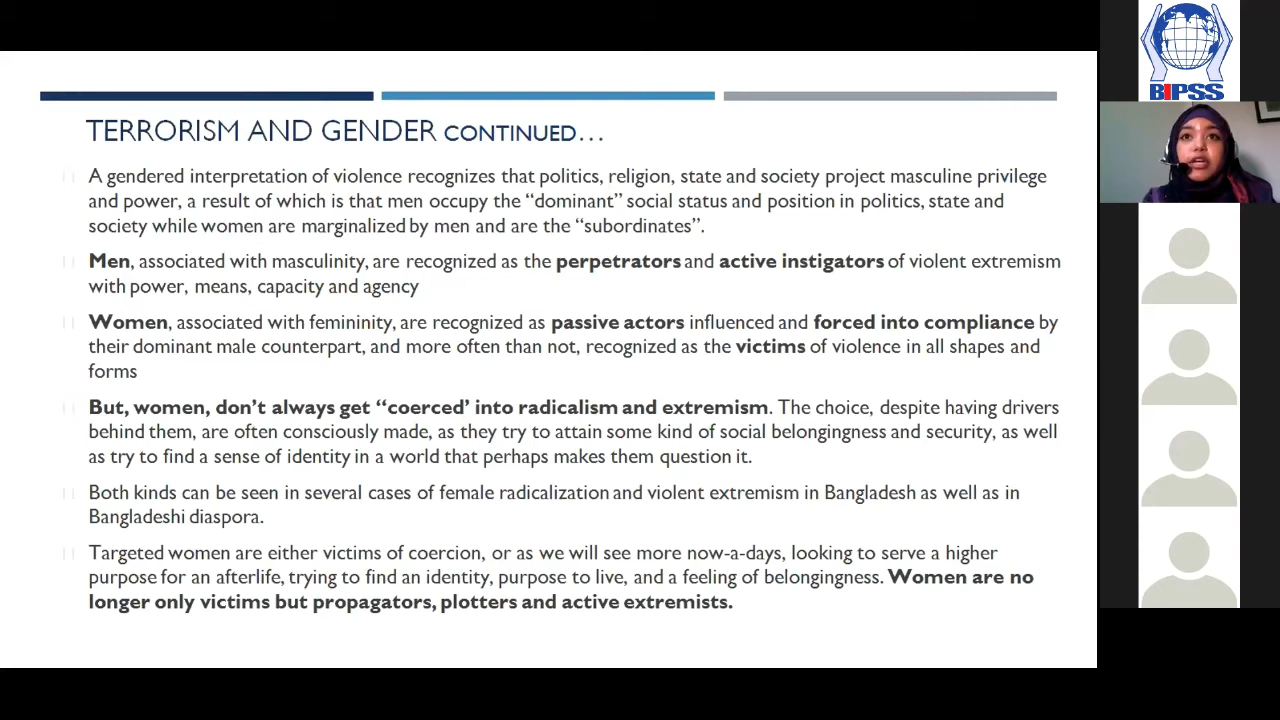 TERRORISM AND GENDER CONTINUED…
A gendered interpretation of violence recognizes that politics, religion, state and society project masculine privilege
and power, a result of which is that men occupy the “dominant” social status and position in politics, state and
society while women are marginalized by men and are the “subordinates”.
Men, associated with masculinity, are recognized as the perpetrators and active instigators of violent extremism
with power, means, capacity and agency
Women, associated with femininity, are recognized as passive actors influenced and forced into compliance by
their dominant male counterpart, and more often than not, recognized as the victims of violence in all shapes and
forms
But, women, don’t always get “coerced’ into radicalism and extremism. The choice, despite having drivers
behind them, are often consciously made, as they try to attain some kind of social belongingness and security, as well
as try to find a sense of identity in a world that perhaps makes them question it.
Both kinds can be seen in several cases of female radicalization and violent extremism in Bangladesh as well as in
Bangladeshi diaspora.
Targeted women are either victims of coercion, or as we will see more now-a-days, looking to serve a higher
purpose for an afterlife, trying to find an identity, purpose to live, and a feeling of belongingness. Women are no
longer only victims but propagators, plotters and active extremists.
BIPSS